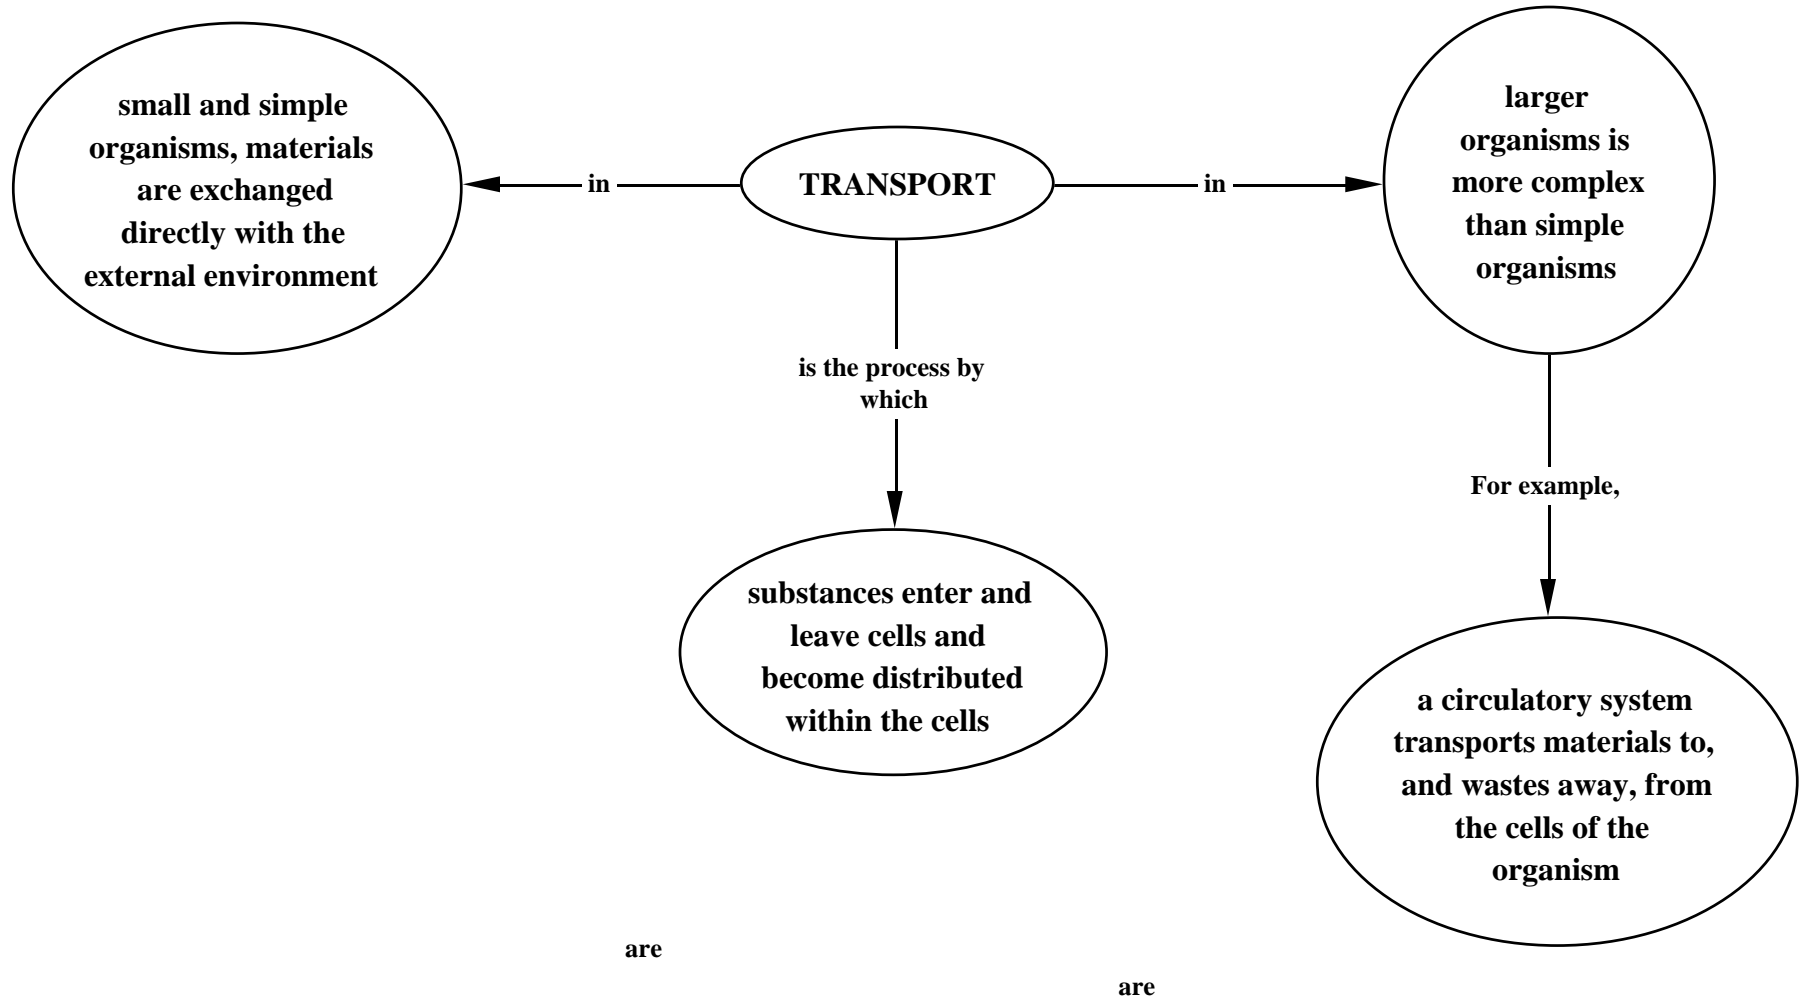 small and simple
organisms, materials
are exchanged
directly with the
external environment
in
TRANSPORT
in
larger
organisms is
more complex
than simple
organisms
is the process by
which
For example,
substances enter and
leave cells and
become distributed
within the cells
a circulatory system
transports materials to,
and wastes away, from
the cells of the
organism
are
are